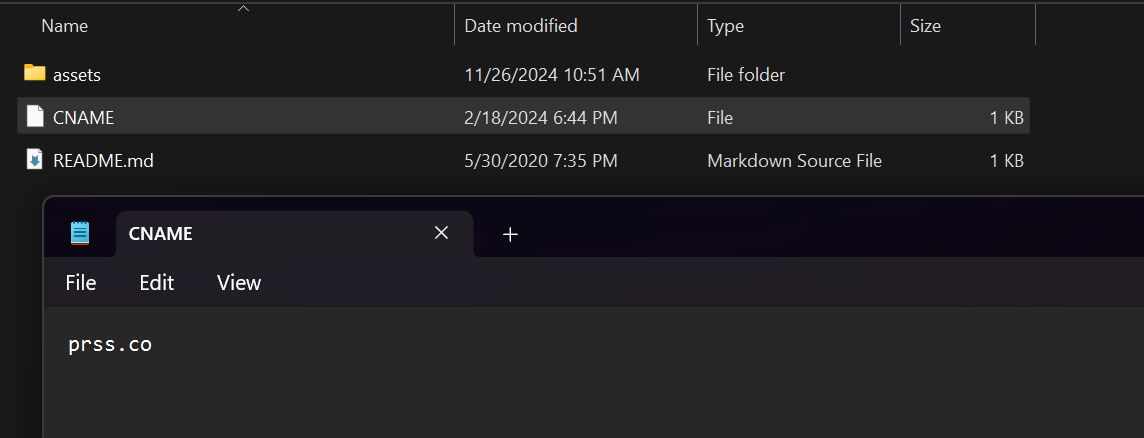 Name Date modified Type Size
assets 11/26/2024 10:51 AM File folder
CNAME 2/18/2024 6:44 PM File 1 KB
README.md 5/30/2020 7:35 PM Markdown Source File 1 KB
CNAME
File Edit View
prss.co